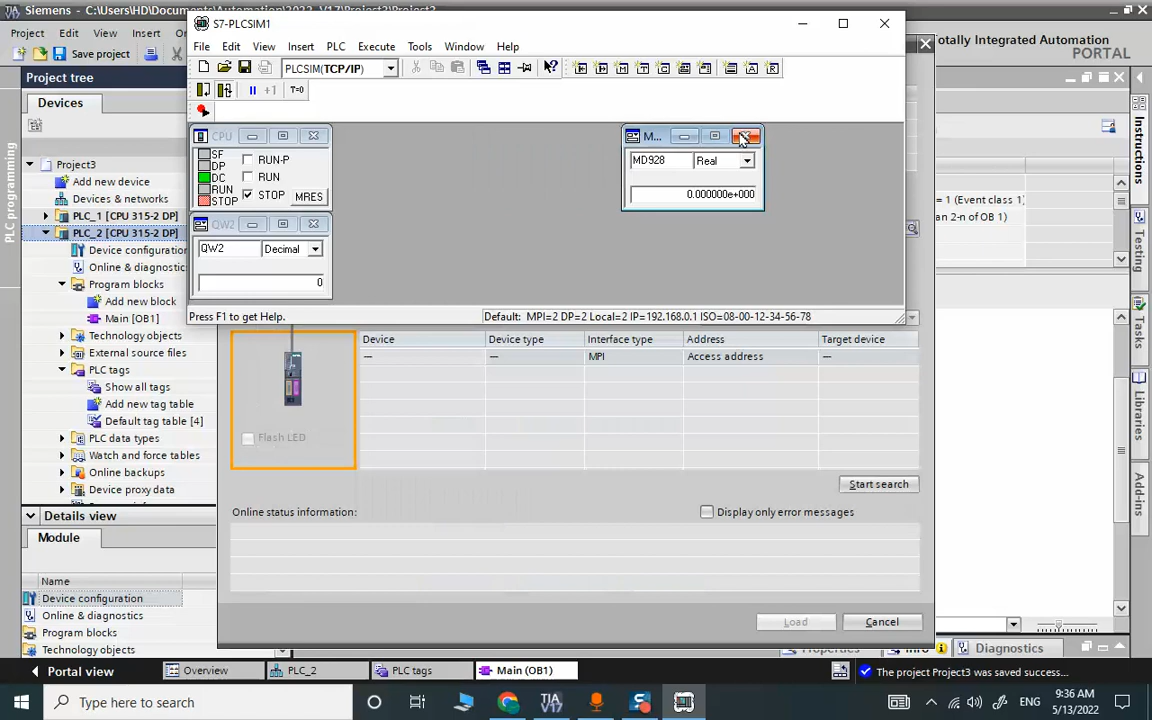 Siemens - C:\Users\HD\Documents\Automation\2022_V17\Project3\Project3
S7-PLCSIM1
Project Edit View Insert
File Edit View Insert PLC Execute Tools Window Help
Totally Integrated Automation
PORTAL
Save project
PLCSIM(TCP/IP)
+1 T=0
Project tree
Devices
CPU
SF
DP
DC
RUN
STOP
RUN-P
RUN
STOP
MRES
M...
MD928 Real
0.000000e+000
QW2
QW2 Decimal
0
Press F1 to get Help.
Default: MPI=2 DP=2 Local=2 IP=192.168.0.1 ISO=08-00-12-34-56-78
PLC programming
Project3
Add new device
Devices & networks
PLC_1 [CPU 315-2 DP]
PLC_2 [CPU 315-2 DP]
Device configuration
Online & diagnostic
Program blocks
Add new block
Main [OB1]
Technology objects
External source files
PLC tags
Show all tags
Add new tag table
Default tag table [4]
PLC data types
Watch and force tables
Online backups
Device proxy data
= 1 (Event class 1)
an 2-n of OB 1)
Device Device type Interface type Address Target device
— — MPI Access address —
Flash LED
Start search
Online status information:
Display only error messages
Load Cancel
Details view
Module
Name
Device configuration
Online & diagnostics
Program blocks
Technology objects
Instructions
Testing
Tasks
Libraries
Add-ins
Properties Info Diagnostics
Portal view Overview PLC_2 PLC tags Main (OB1)
The project Project3 was saved success...
Type here to search
TIA
V17
ENG
9:36 AM
5/13/2022